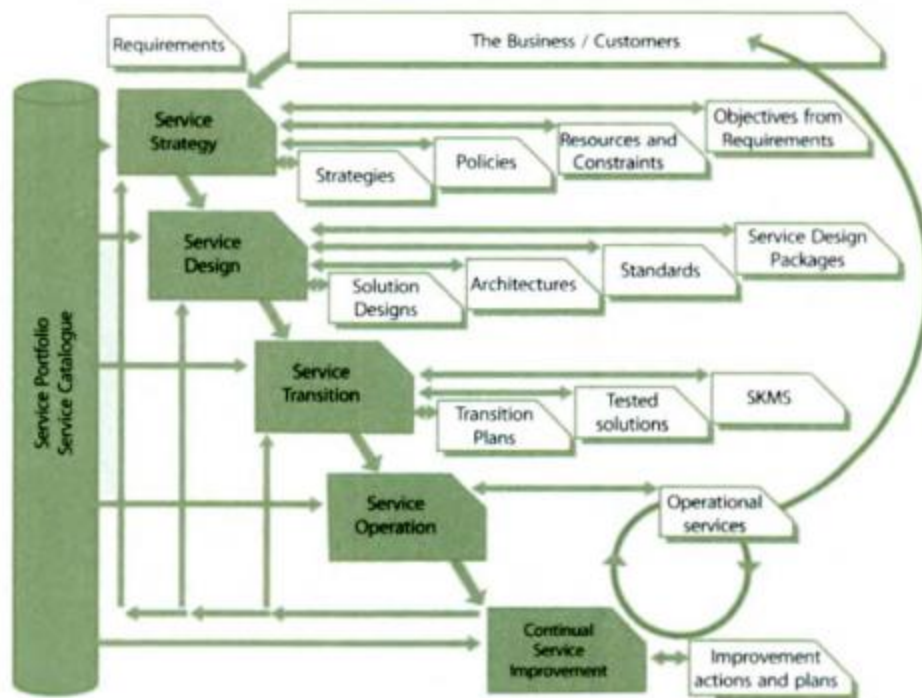 Requirements
The Business / Customers
Service
Strategy
Strategies
Policies
Resources and
Constraints
Objectives from
Requirements
Service
Design
Solution
Designs
Architectures
Standards
Service Design
Packages
Service
Transition
Transition
Plans
Tested
solutions
SKMS
Service
Operation
Operational
services
Continual
Service
Improvement
Improvement
actions and plans
Service Portfolio
Service Catalogue